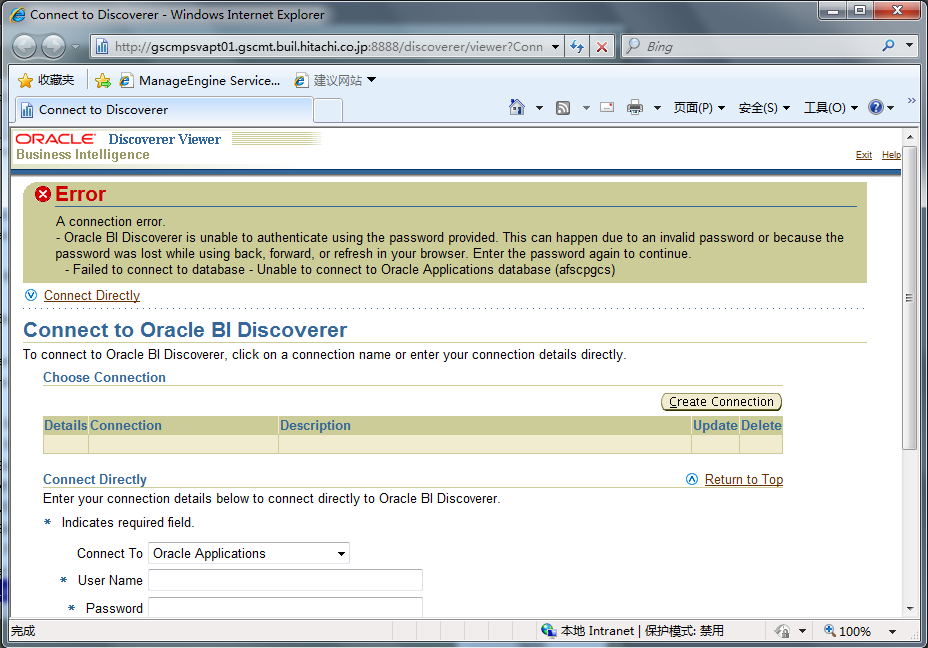 Connect to Discoverer - Windows Internet Explorer
http://gscmpsvapt01.gscmt.buil.hitachi.co.jp:8888/discoverer/viewer?Conn
Bing
收藏夹 ManageEngine Service... 建议网站
Connect to Discoverer
页面(P) 安全(S) 工具(O)
ORACLE Discoverer Viewer
Business Intelligence
Exit Help
Error
A connection error.
- Oracle BI Discoverer is unable to authenticate using the password provided. This can happen due to an invalid password or because the
password was lost while using back, forward, or refresh in your browser. Enter the password again to continue.
- Failed to connect to database - Unable to connect to Oracle Applications database (afscpgcs)
Connect Directly
Connect to Oracle BI Discoverer
To connect to Oracle BI Discoverer, click on a connection name or enter your connection details directly.
Choose Connection
Create Connection
Details Connection Description Update Delete
Connect Directly Return to Top
Enter your connection details below to connect directly to Oracle BI Discoverer.
* Indicates required field.
Connect To Oracle Applications
* User Name
* Password
完成 本地 Intranet | 保护模式: 禁用 100%